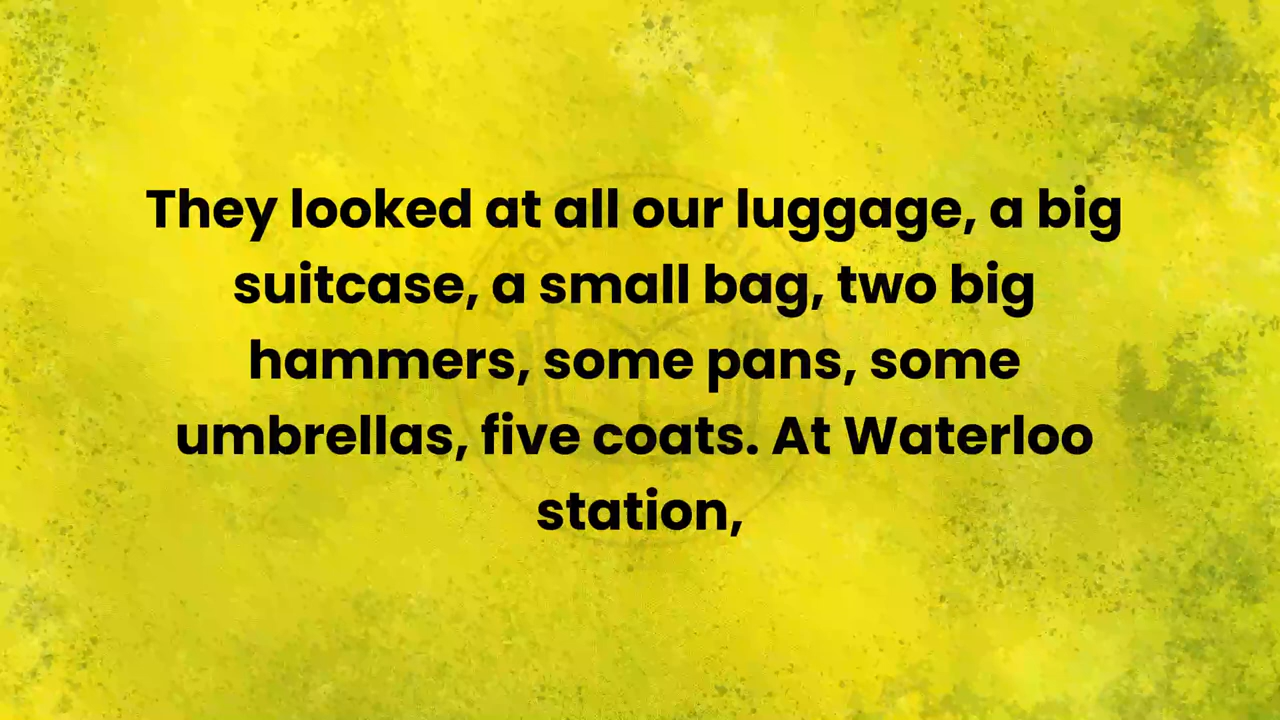 They looked at all our luggage, a big
suitcase, a small bag, two big
hammers, some pans, some
umbrellas, five coats. At Waterloo
station,